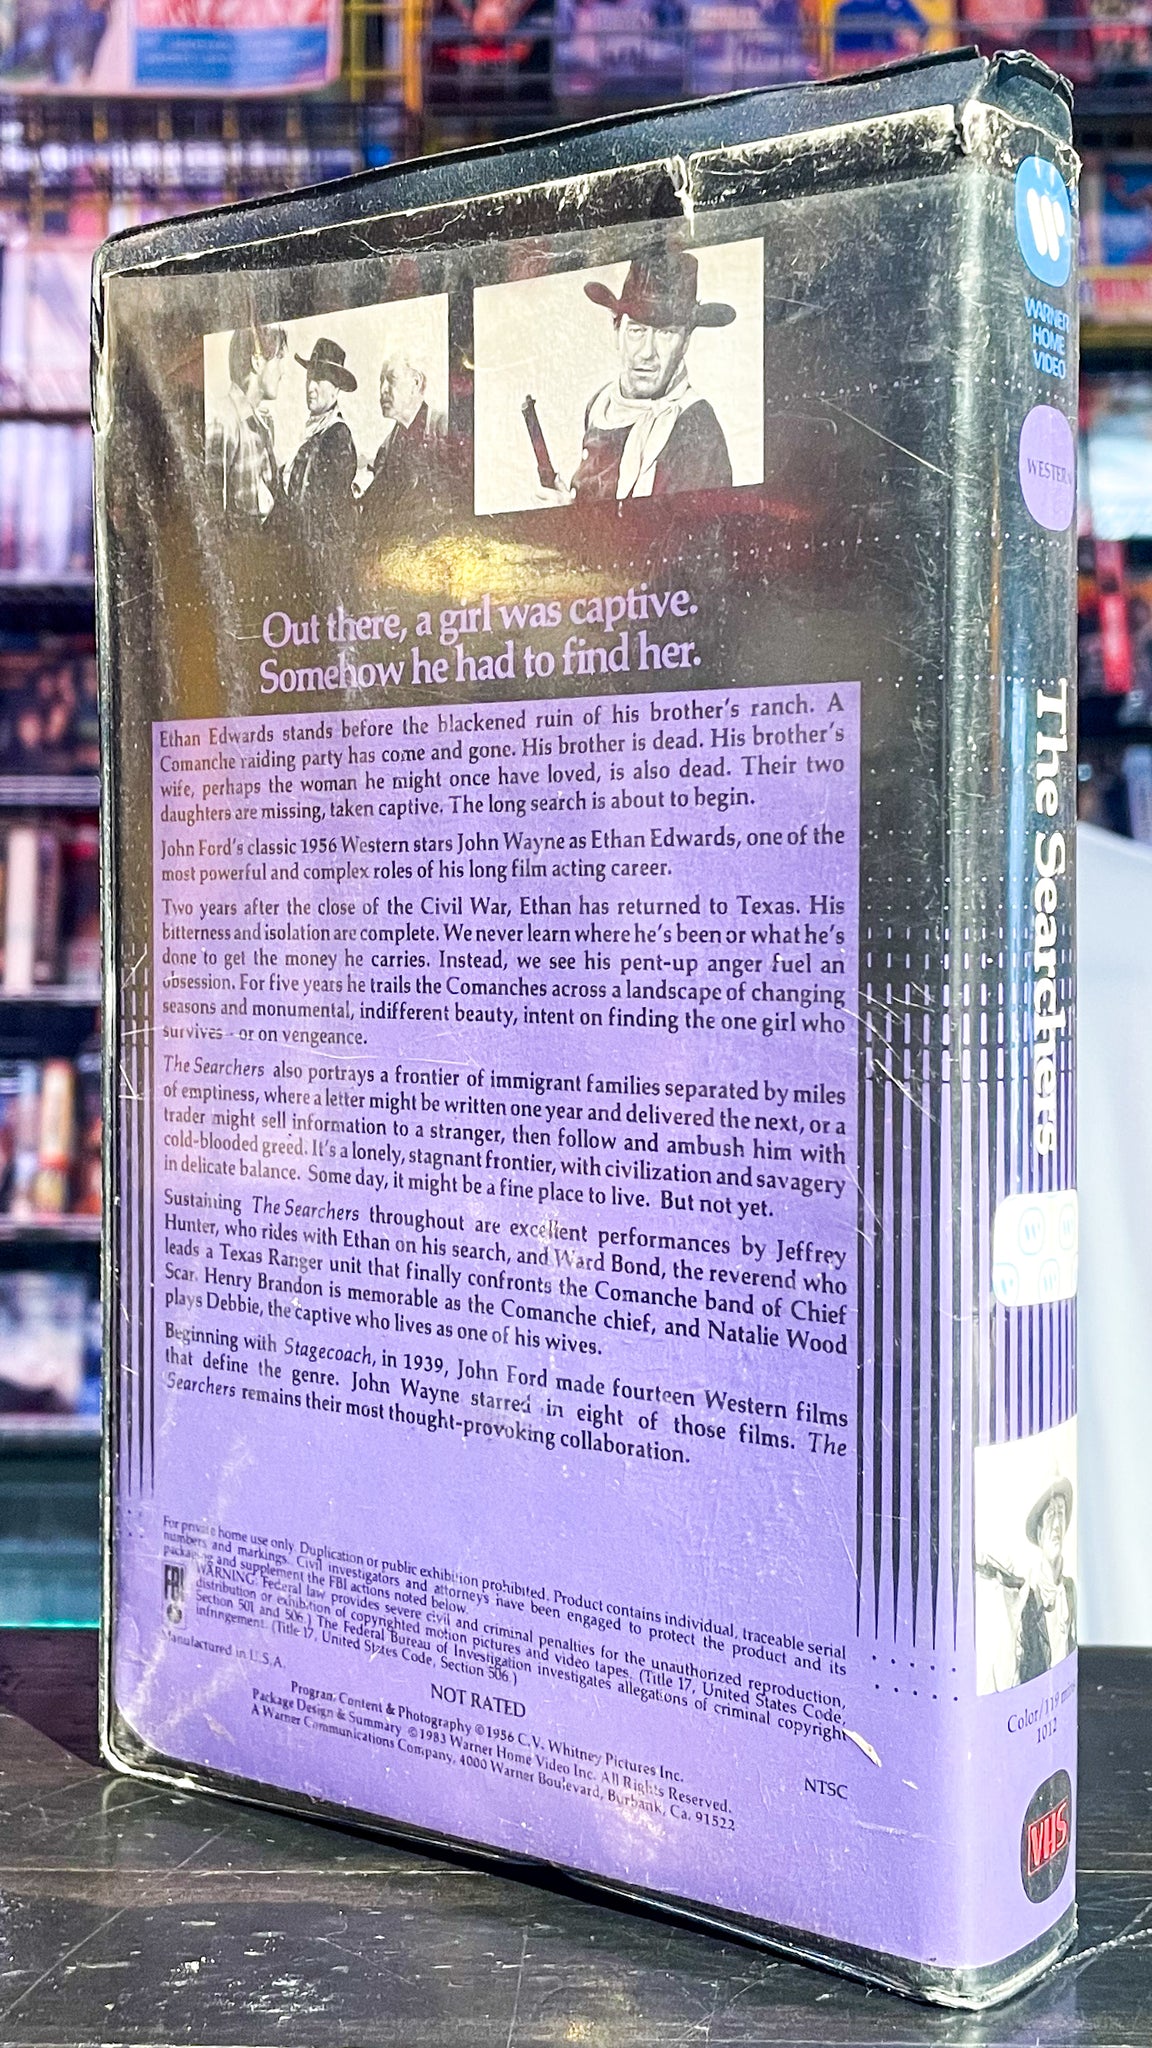 Out there, a girl was captive.
Somehow he had to find her.
Ethan Edwards stands before the blackened ruin of his brother's ranch. A
Comanche raiding party has come and gone. His brother is dead. His brother's
wife, perhaps the woman he might once have loved, is also dead. Their two
daughters are missing, taken captive. The long search is about to begin.
John Ford's classic 1956 Western stars John Wayne as Ethan Edwards, one of the
most powerful and complex roles of his long film acting career.
Two years after the close of the Civil War, Ethan has returned to Texas. His
bitterness and isolation are complete. We never learn where he's been or what he's
done to get the money he carries. Instead, we see his pent-up anger fuel an
obsession. For five years he trails the Comanches across a landscape of changing
seasons and monumental, indifferent beauty, intent on finding the one girl who
survives - or on vengeance.
The Searchers also portrays a frontier of immigrant families separated by miles
of emptiness, where a letter might be written one year and delivered the next, or a
trader might sell information to a stranger, then follow and ambush him with
cold-blooded greed. It's a lonely, stagnant frontier, with civilization and savagery
in delicate balance. Some day, it might be a fine place to live. But not yet.
Sustaining The Searchers throughout are excellent performances by Jeffrey
Hunter, who rides with Ethan on his search, and Ward Bond, the reverend who
leads a Texas Ranger unit that finally confronts the Comanche band of Chief
Scar. Henry Brandon is memorable as the Comanche chief, and Natalie Wood
plays Debbie, the captive who lives as one of his wives.
Beginning with Stagecoach, in 1939, John Ford made fourteen Western films
that define the genre. John Wayne starred in eight of those films. The
Searchers remains their most thought-provoking collaboration.
For private home use only. Duplication or public exhibition prohibited. Product contains individual, traceable serial
numbers and markings. Civil investigators and attorneys have been engaged to protect the product and its
packaging and supplement the FBI actions noted below.
FBI
WARNING: Federal law provides severe civil and criminal penalties for the unauthorized reproduction,
distribution or exhibition of copyrighted motion pictures and video tapes. (Title 17, United States Code,
Section 501 and 506.) The Federal Bureau of Investigation investigates allegations of criminal copyright
infringement. (Title 17, United States Code, Section 506.)
Manufactured in U.S.A.
NOT RATED
Program Content & Photography ©1956 C.V. Whitney Pictures Inc.
Package Design & Summary ©1983 Warner Home Video Inc. All Rights Reserved.
A Warner Communications Company, 4000 Warner Boulevard, Burbank, Ca. 91522
NTSC
WARNER
HOME
VIDEO
WESTERN
The Searchers
Color/119 mins
1012
VHS